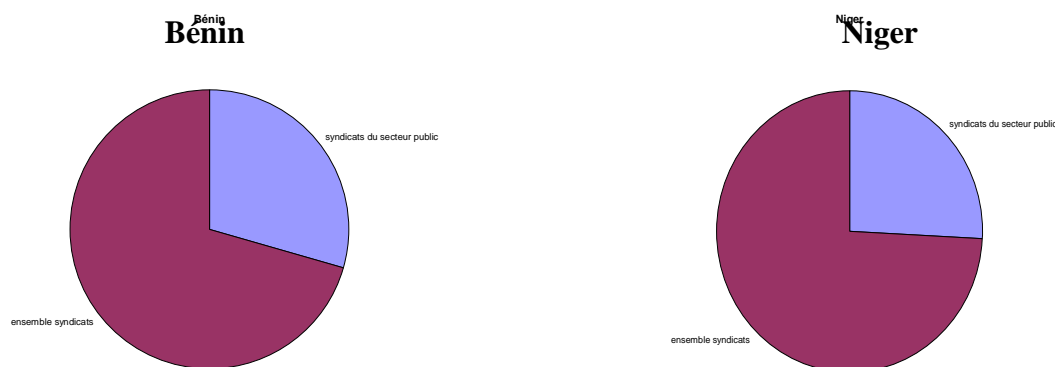 Bénin
Bénin
syndicats du secteur public
ensemble syndicats
Niger
Niger
syndicats du secteur public
ensemble syndicats